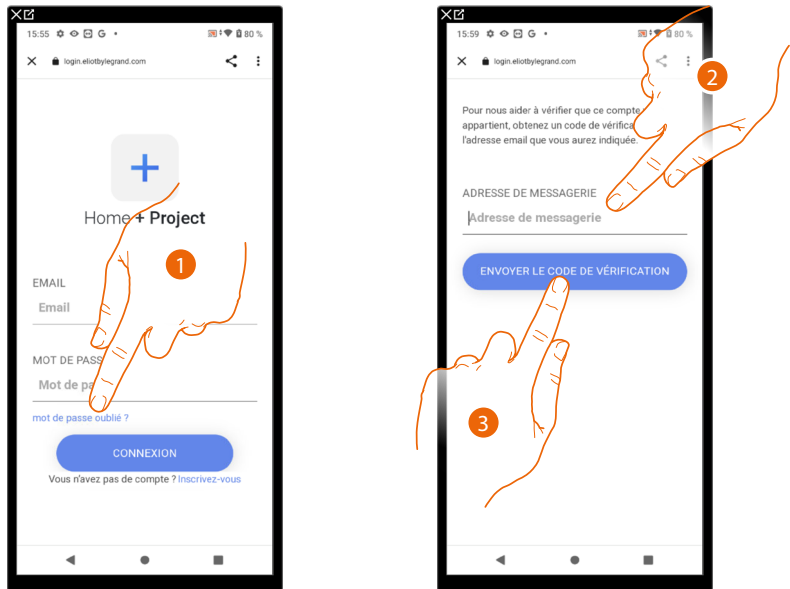 15:55 G 80 %
login.eliotbylegrand.com
Home + Project
1
EMAIL
Email
MOT DE PASS
Mot de pa
mot de passe oublié ?
CONNEXION
Vous n'avez pas de compte ? Inscrivez-vous
15:59 G 80 %
login.eliotbylegrand.com
2
Pour nous aider à vérifier que ce compte
appartient, obtenez un code de vérifica
l'adresse email que vous aurez indiquée.
ADRESSE DE MESSAGERIE
Adresse de messagerie
ENVOYER LE CODE DE VÉRIFICATION
3